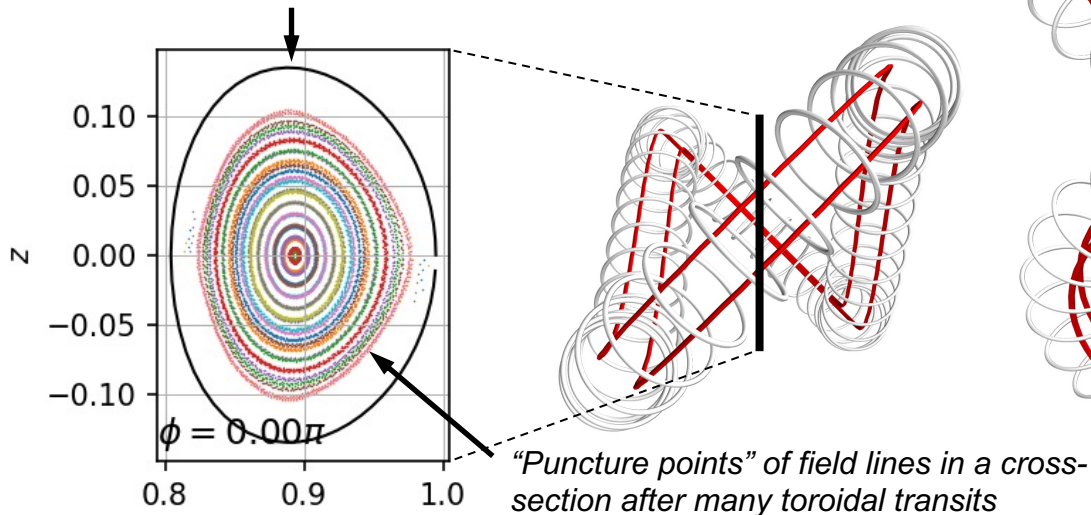 z
0.10
0.05
0.00
−0.05
−0.10
ϕ = 0.00π
0.8 0.9 1.0
“Puncture points” of field lines in a cross-
section after many toroidal transits